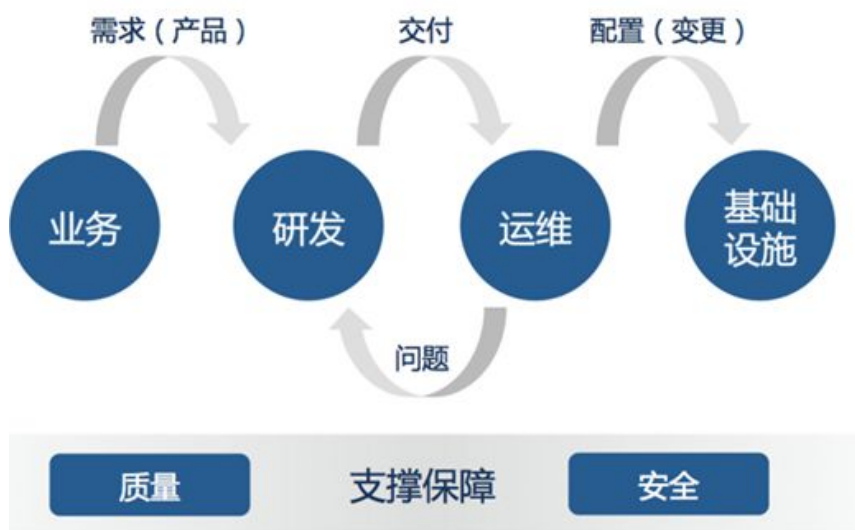 需求（产品）
交付
配置（变更）
业务
研发
运维
基础
设施
问题
质量
支撑保障
安全